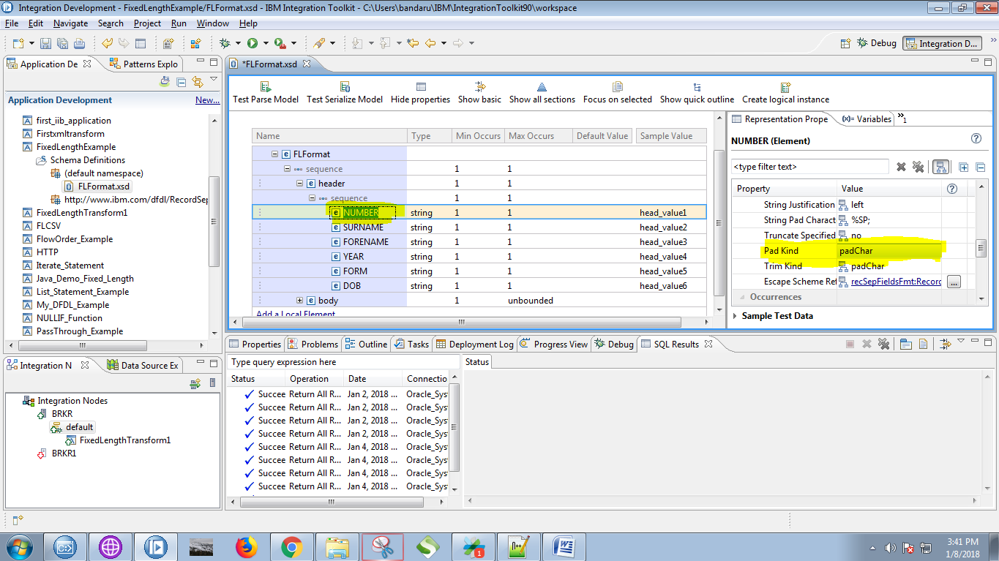 Integration Development - FixedLengthExample/FLFormat.xsd - IBM Integration Toolkit - C:\Users\bandaru\IBM\IntegrationToolkit90\workspace
File Edit Navigate Search Project Run Window Help
Debug Integration D...
Application De Patterns Explo
Application Development New...
first_iib_application
Firstxmltransform
FixedLengthExample
Schema Definitions
(default namespace)
FLFormat.xsd
http://www.ibm.com/dfdl/RecordSep
FixedLengthTransform1
FLCSV
FlowOrder_Example
HTTP
Iterate_Statement
Java_Demo_Fixed_Length
List_Statement_Example
My_DFDL_Example
NULLIF_Function
PassThrough_Example
*FLFormat.xsd
Test Parse Model Test Serialize Model Hide properties Show basic Show all sections Focus on selected Show quick outline Create logical instance
Name Type Min Occurs Max Occurs Default Value Sample Value
FLFormat
sequence 1 1
header 1 1
sequence 1 1
NUMBER string 1 1 head_value1
SURNAME string 1 1 head_value2
FORENAME string 1 1 head_value3
YEAR string 1 1 head_value4
FORM string 1 1 head_value5
DOB string 1 1 head_value6
body 1 unbounded
Add a Local Element
Representation Prope (x)= Variables »1
NUMBER (Element)
<type filter text>
Property Value
String Justification left
String Pad Charact %SP;
Truncate Specified no
Pad Kind padChar
Trim Kind padChar
Escape Scheme Ref recSepFieldsFmt:Record ...
Occurrences
Sample Test Data
Integration N Data Source Ex
Integration Nodes
BRKR
default
FixedLengthTransform1
BRKR1
Properties Problems Outline Tasks Deployment Log Progress View Debug SQL Results
Type query expression here
Status Operation Date Connectio
Succee Return All R... Jan 2, 2018 ... Oracle_Sys
Succee Return All R... Jan 2, 2018 ... Oracle_Sys
Succee Return All R... Jan 2, 2018 ... Oracle_Sys
Succee Return All R... Jan 2, 2018 ... Oracle_Sys
Succee Return All R... Jan 4, 2018 ... Oracle_Sys
Succee Return All R... Jan 4, 2018 ... Oracle_Sys
Succee Return All R... Jan 4, 2018 ... Oracle_Sys
Succee Return All R... Jan 4, 2018 ... Oracle_Sys
Status
3:41 PM
1/8/2018